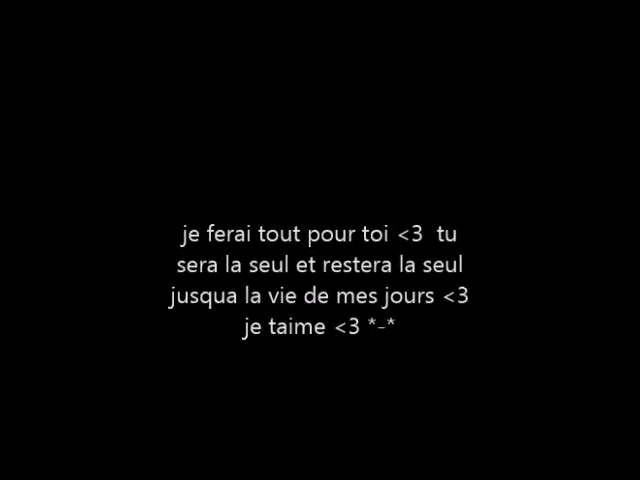 je ferai tout pour toi <3  tu
sera la seul et restera la seul
jusqua la vie de mes jours <3
je taime <3 *-*